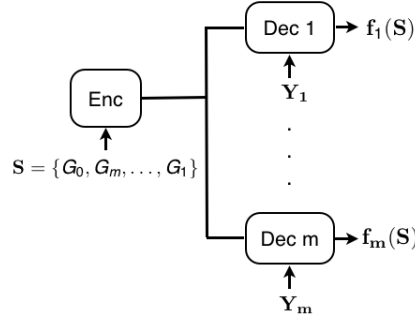 Dec 1
f₁(S)
Y₁
Enc
S = {G₀, Gₘ, . . . , G₁}
.
.
.
Dec m
fₘ(S)
Yₘ